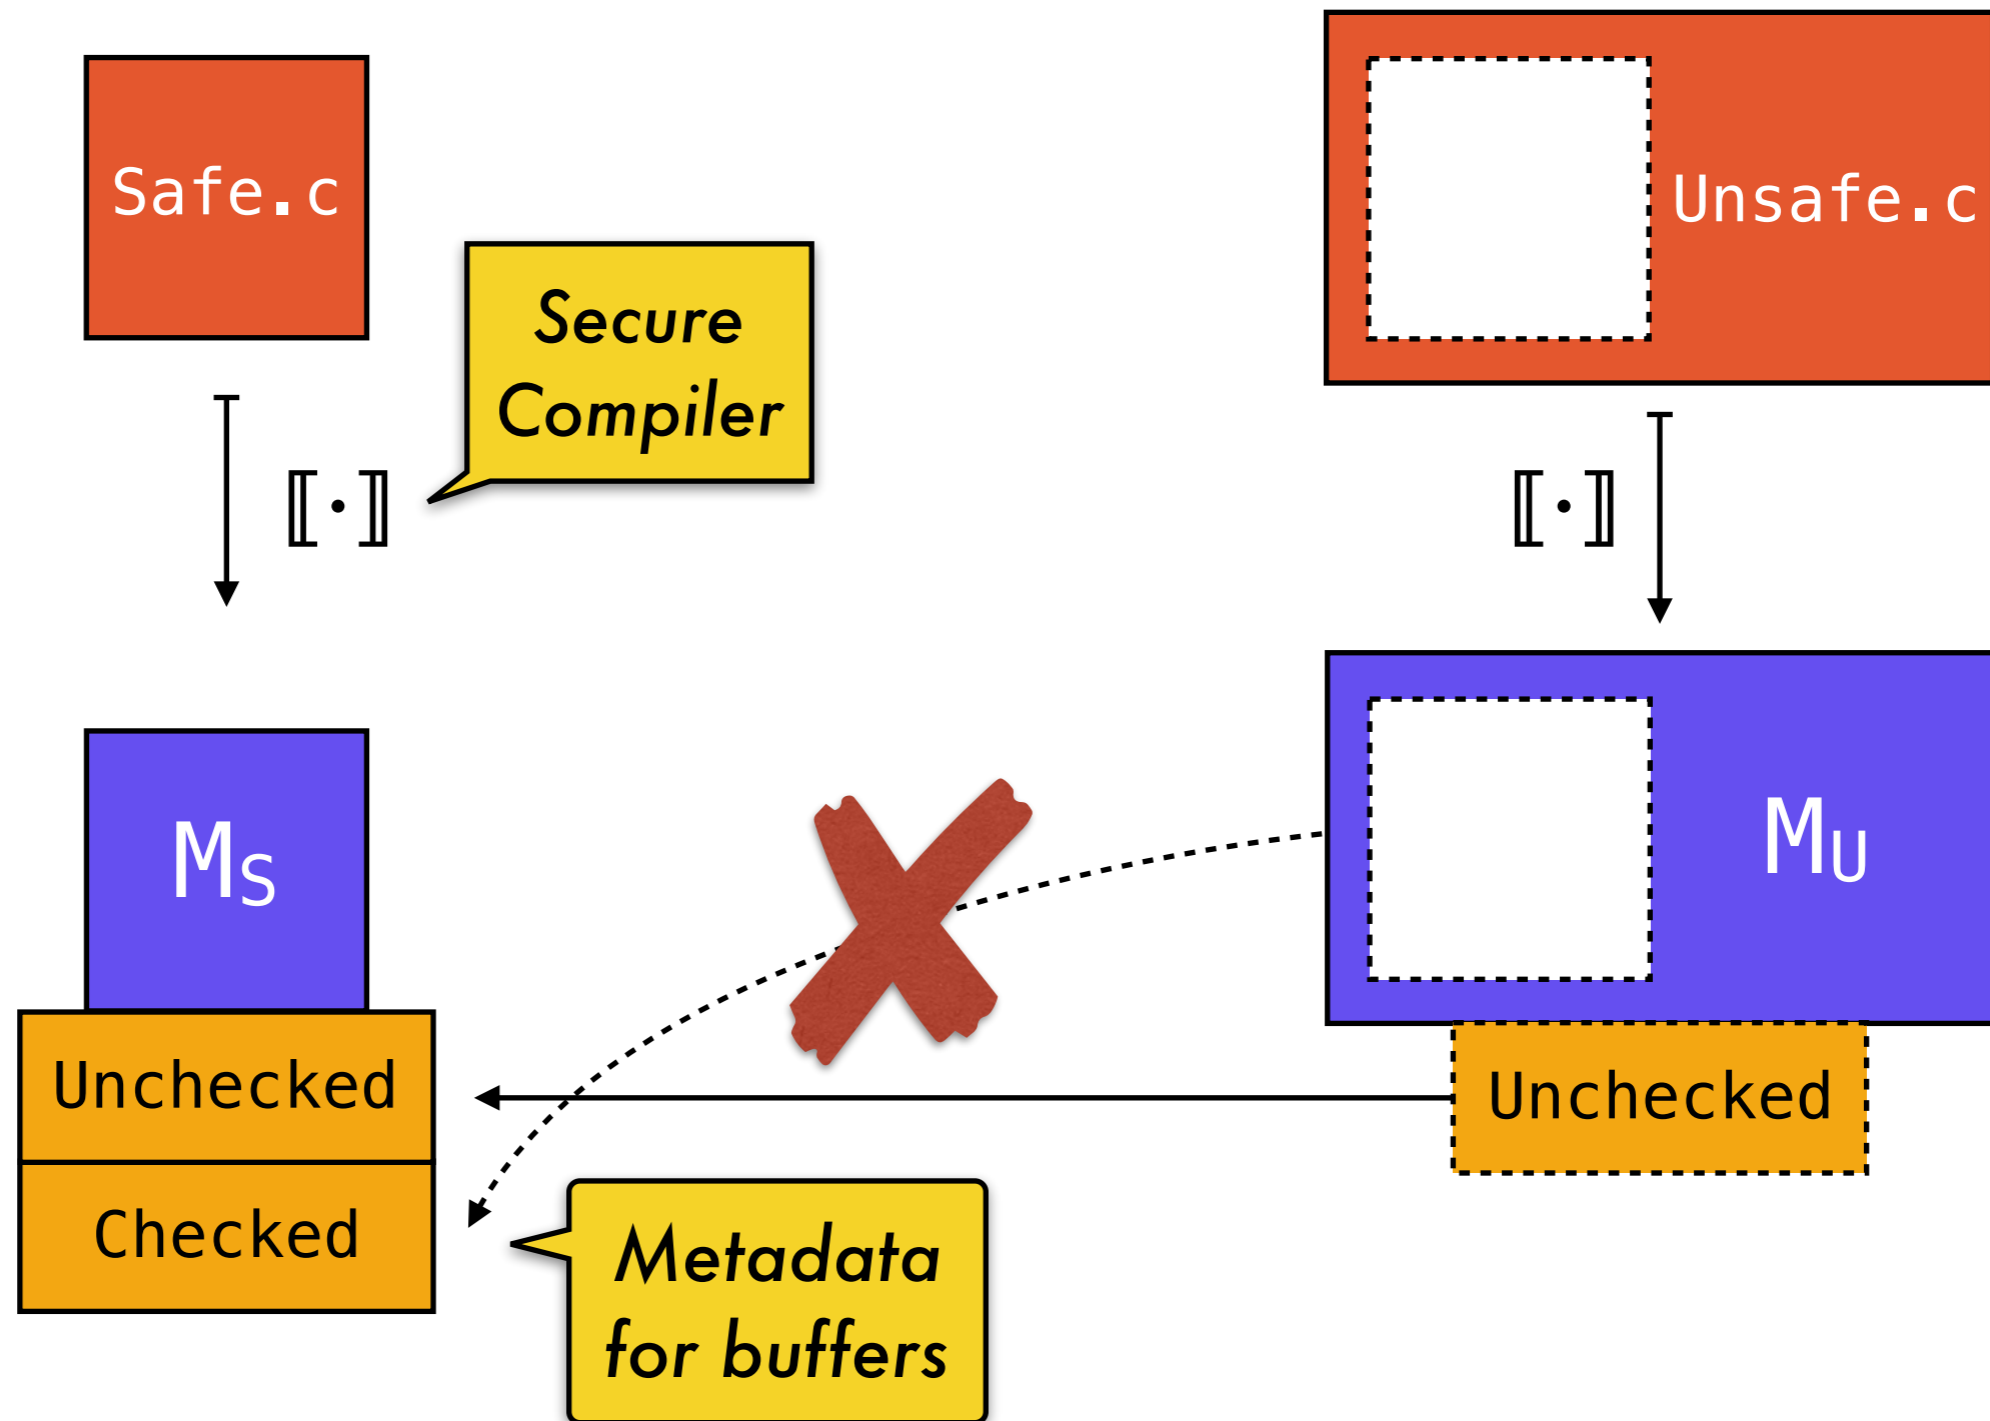 Safe.c
Unsafe.c
Secure
Compiler
⟦·⟧
⟦·⟧
MS
MU
Unchecked
Unchecked
Checked
Metadata
for buffers